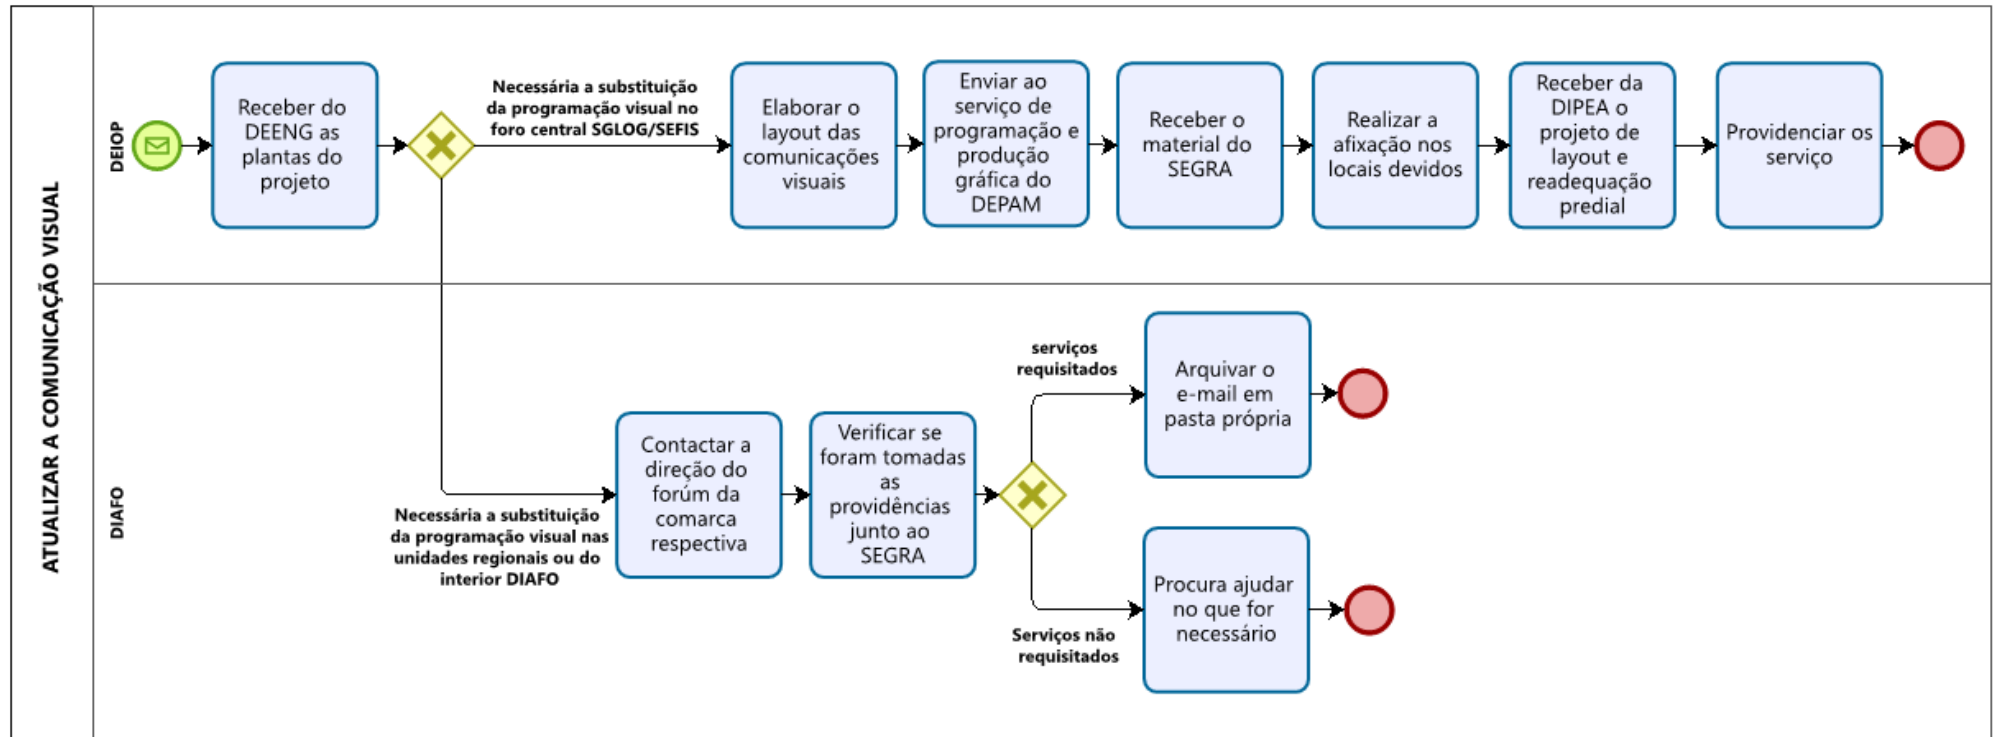 ATUALIZAR A COMUNICAÇÃO VISUAL
DEIOP
Receber do
DEENG as
plantas do
projeto
Necessária a substituição
da programação visual no
foro central SGLOG/SEFIS
Elaborar o
layout das
comunicações
visuais
Enviar ao
serviço de
programação e
produção
gráfica do
DEPAM
Receber o
material do
SEGRA
Realizar a
afixação nos
locais devidos
Receber da
DIPEA o
projeto de
layout e
readequação
predial
Providenciar os
serviço
DIAFO
Necessária a substituição
da programação visual nas
unidades regionais ou do
interior DIAFO
Contactar a
direção do
forúm da
comarca
respectiva
Verificar se
foram tomadas
as
providências
junto ao
SEGRA
serviços
requisitados
Arquivar o
e-mail em
pasta própria
Serviços não
requisitados
Procura ajudar
no que for
necessário